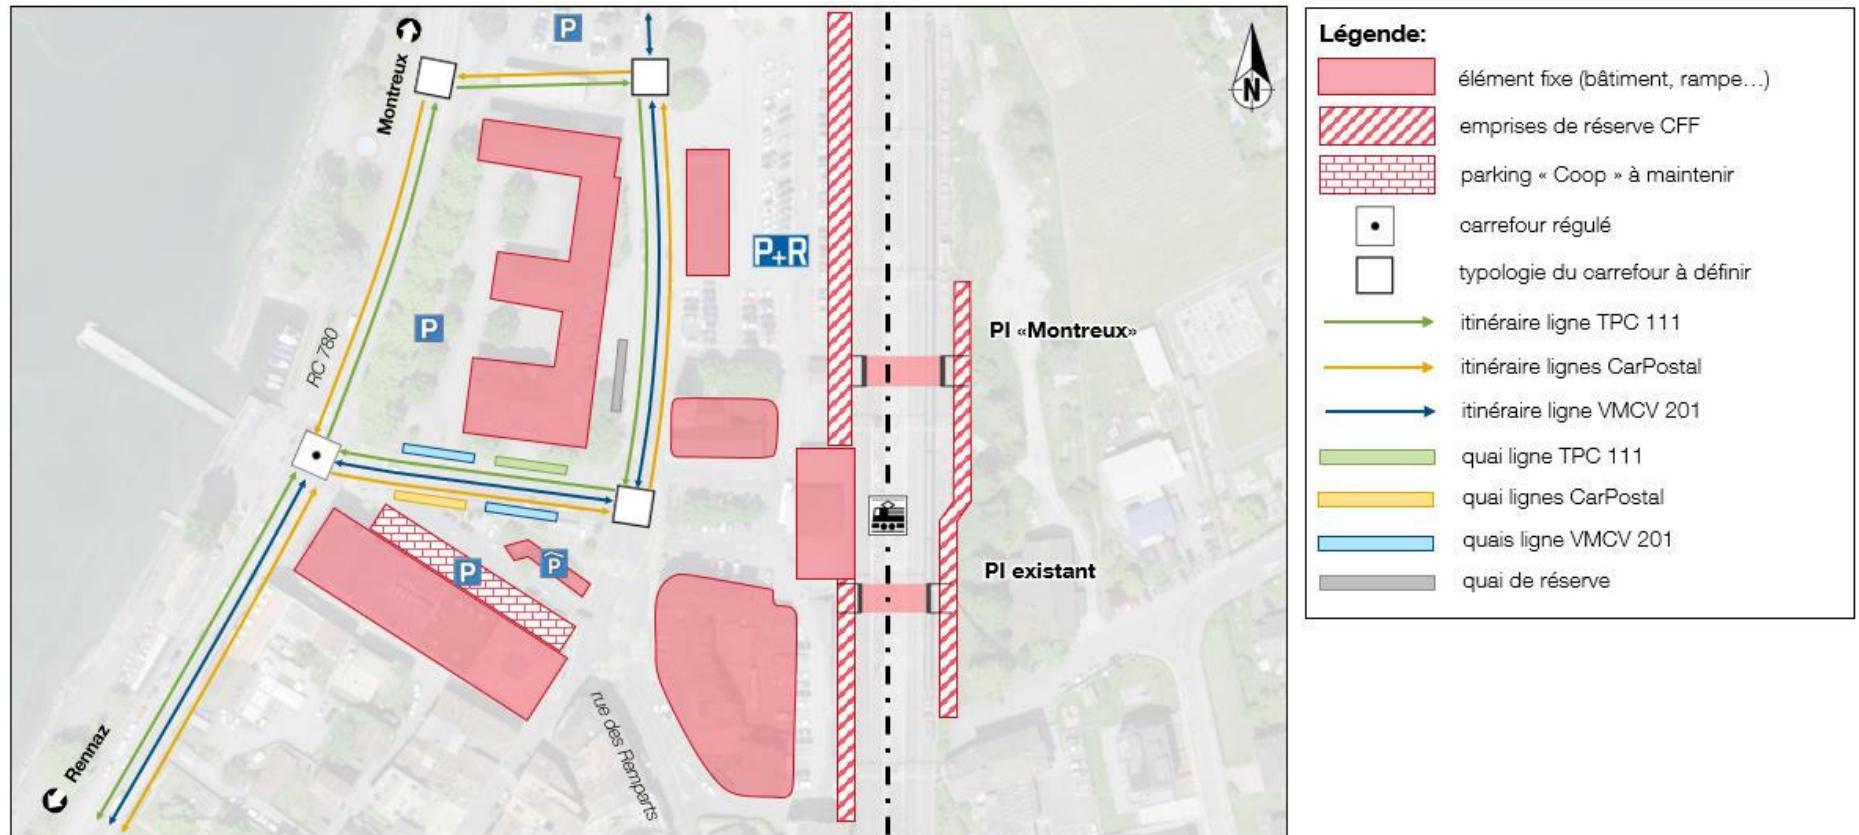 P
Montreux
N
P+R
PI «Montreux»
P
RC 780
PI existant
P
P
Rennaz
rue des Remparts
Légende:
élément fixe (bâtiment, rampe…)
emprises de réserve CFF
parking « Coop » à maintenir
carrefour régulé
typologie du carrefour à définir
itinéraire ligne TPC 111
itinéraire lignes CarPostal
itinéraire ligne VMCV 201
quai ligne TPC 111
quai lignes CarPostal
quais ligne VMCV 201
quai de réserve